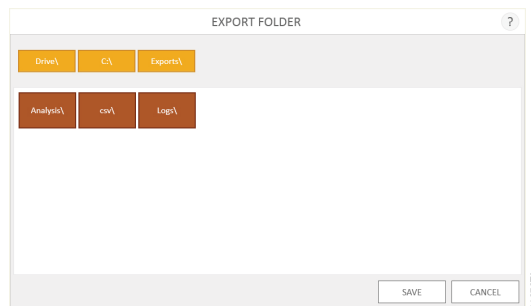 EXPORT FOLDER ?
Drive\ C:\ Exports\
Analysis\ csv\ Logs\
SAVE CANCEL